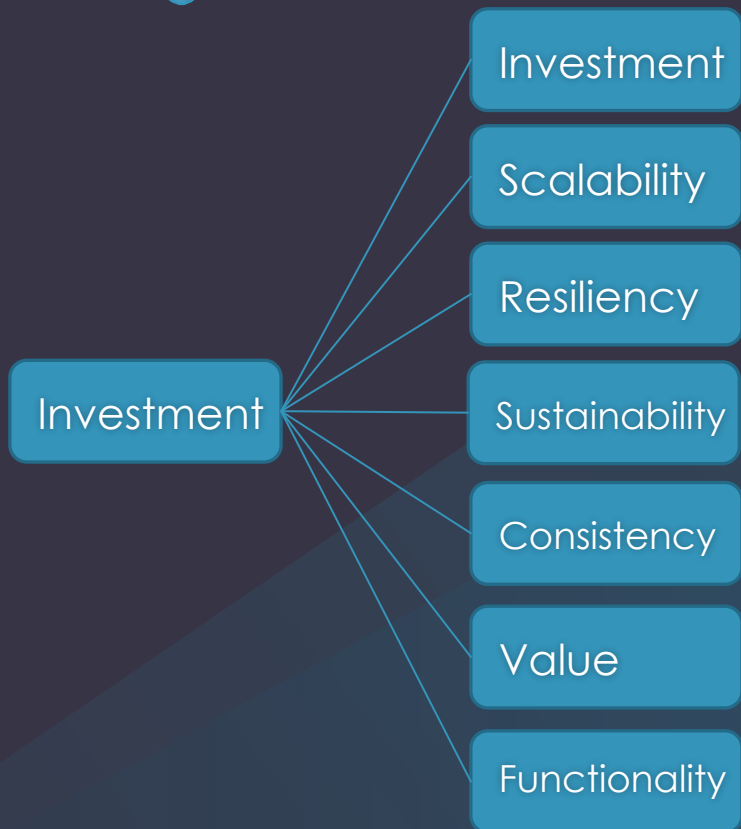 Investment
Investment
Scalability
Resiliency
Sustainability
Consistency
Value
Functionality